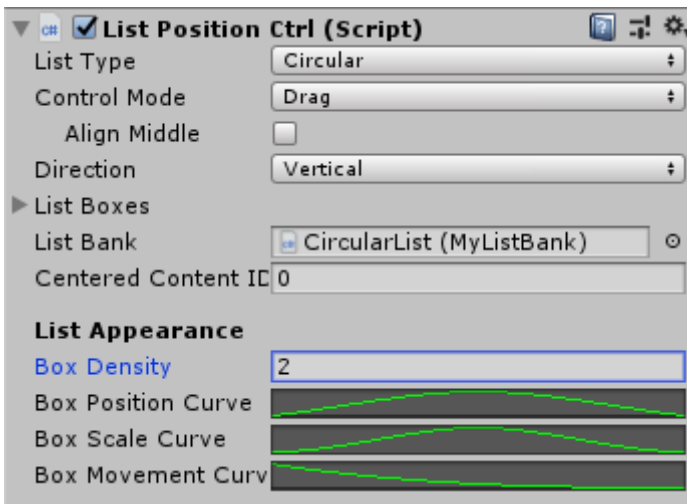 List Position Ctrl (Script)
List Type Circular
Control Mode Drag
Align Middle
Direction Vertical
List Boxes
List Bank CircularList (MyListBank)
Centered Content ID 0
List Appearance
Box Density 2
Box Position Curve
Box Scale Curve
Box Movement Curv